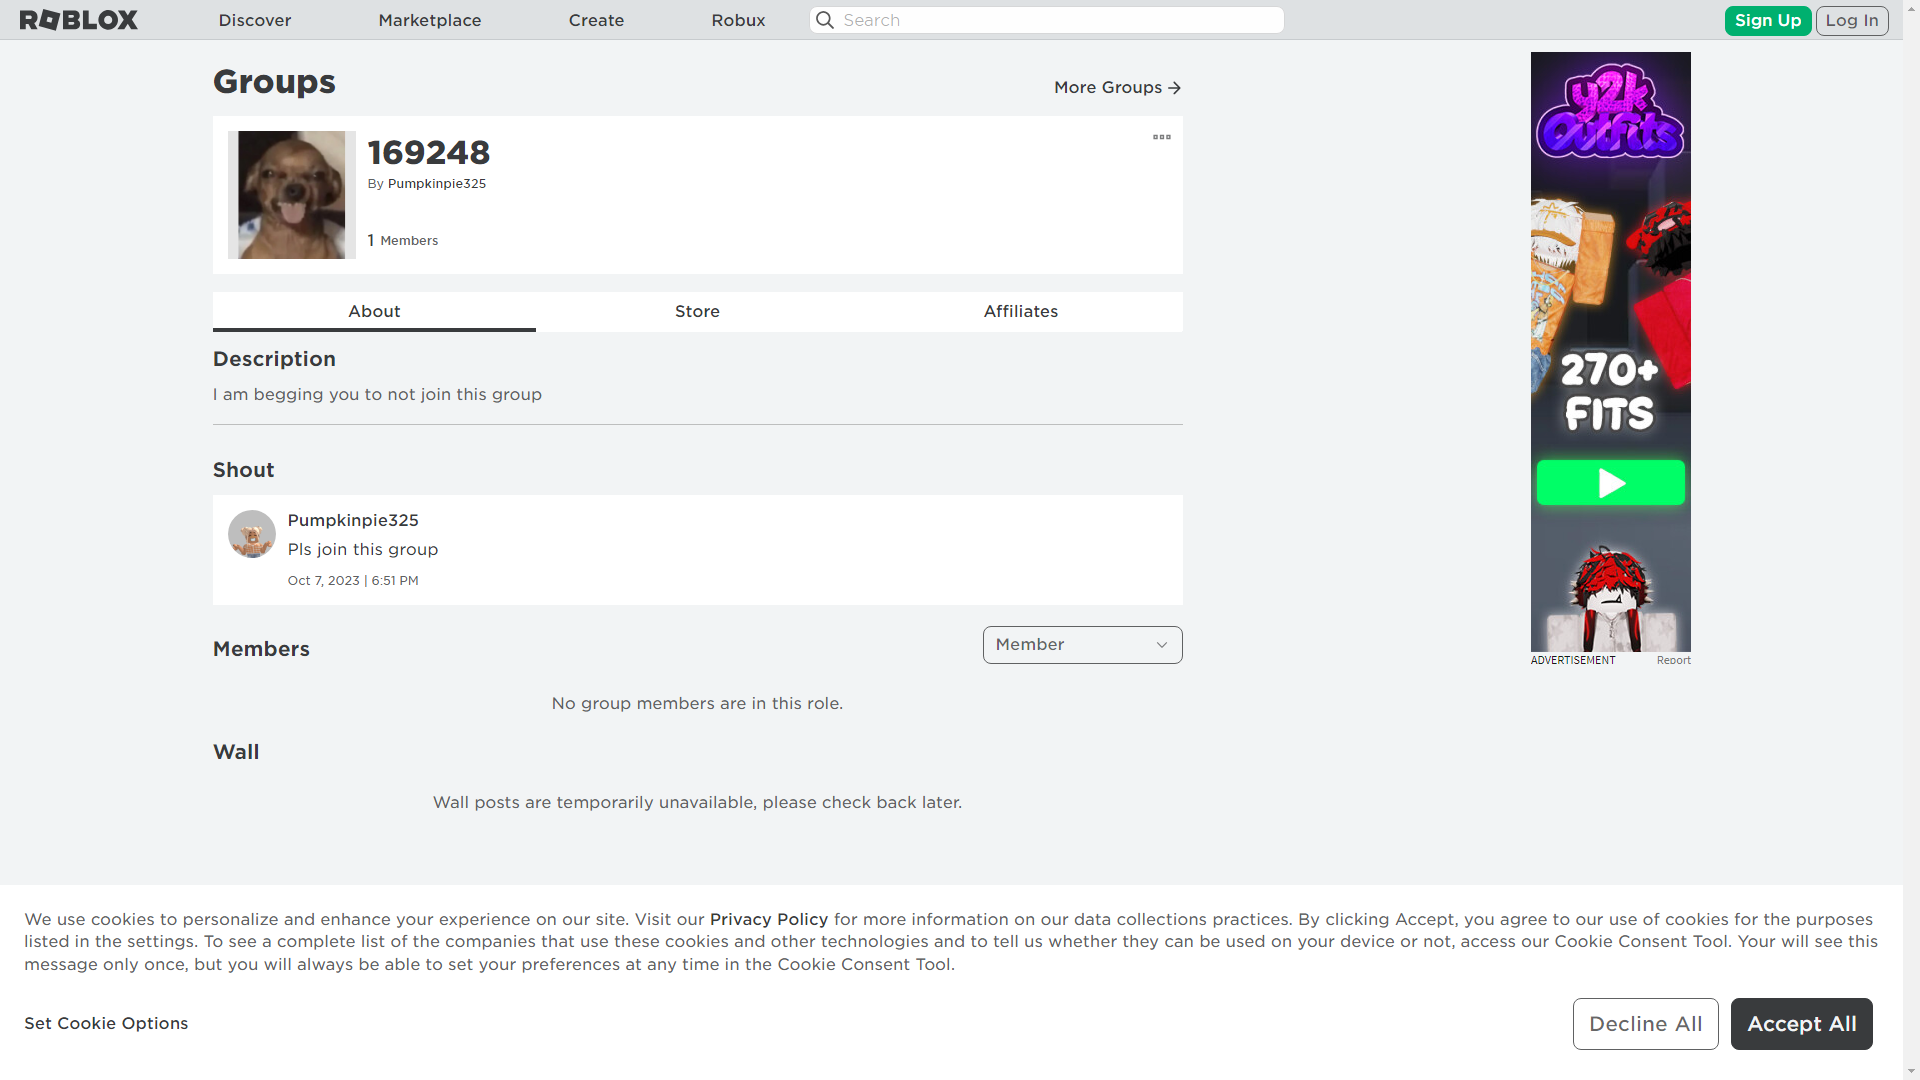 ROBLOX
Discover
Marketplace
Create
Robux
Search
Sign Up
Log In
Groups
More Groups
169248
By Pumpkinpie325
1 Members
About
Store
Affiliates
Description
I am begging you to not join this group
Shout
Pumpkinpie325
Pls join this group
Oct 7, 2023 | 6:51 PM
Members
Member
No group members are in this role.
Wall
Wall posts are temporarily unavailable, please check back later.
y2k
Outfits
270+
FITS
ADVERTISEMENT
Report
We use cookies to personalize and enhance your experience on our site. Visit our Privacy Policy for more information on our data collections practices. By clicking Accept, you agree to our use of cookies for the purposes
listed in the settings. To see a complete list of the companies that use these cookies and other technologies and to tell us whether they can be used on your device or not, access our Cookie Consent Tool. Your will see this
message only once, but you will always be able to set your preferences at any time in the Cookie Consent Tool.
Set Cookie Options
Decline All
Accept All